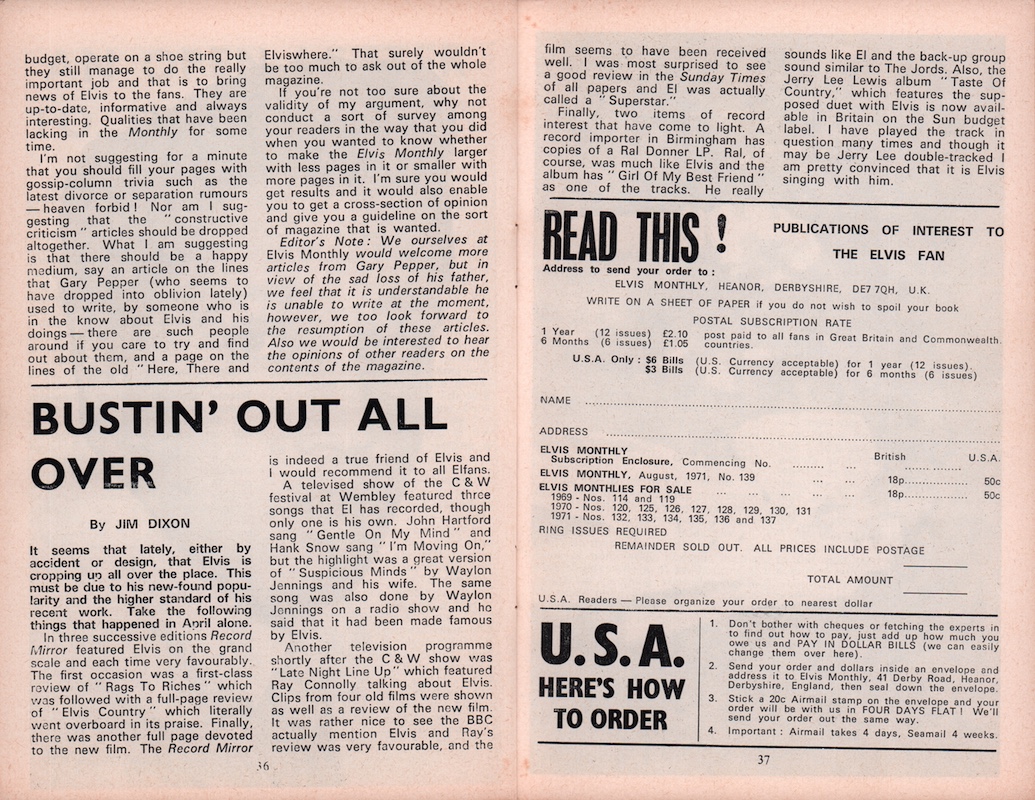 budget, operate on a shoe string but
they still manage to do the really
important job and that is to bring
news of Elvis to the fans. They are
up-to-date, informative and always
interesting. Qualities that have been
lacking in the Monthly for some
time.
I'm not suggesting for a minute
that you should fill your pages with
gossip-column trivia such as the
latest divorce or separation rumours
— heaven forbid! Nor am I sug-
gesting that the "constructive
criticism" articles should be dropped
altogether. What I am suggesting
is that there should be a happy
medium, say an article on the lines
that Gary Pepper (who seems to
have dropped into oblivion lately)
used to write, by someone who is
in the know about Elvis and his
doings — there are such people
around if you care to try and find
out about them, and a page on the
lines of the old "Here, There and
Elviswhere." That surely wouldn't
be too much to ask out of the whole
magazine.
If you're not too sure about the
validity of my argument, why not
conduct a sort of survey among
your readers in the way that you did
when you wanted to know whether
to make the Elvis Monthly larger
with less pages in it or smaller with
more pages in it. I'm sure you would
get results and it would also enable
you to get a cross-section of opinion
and give you a guideline on the sort
of magazine that is wanted.
Editor's Note: We ourselves at
Elvis Monthly would welcome more
articles from Gary Pepper, but in
view of the sad loss of his father,
we feel that it is understandable he
is unable to write at the moment,
however, we too look forward to
the resumption of these articles.
Also we would be interested to hear
the opinions of other readers on the
contents of the magazine.
BUSTIN' OUT ALL
OVER
By JIM DIXON
It seems that lately, either by
accident or design, that Elvis is
cropping up all over the place. This
must be due to his new-found popu-
larity and the higher standard of his
recent work. Take the following
things that happened in April alone.
In three successive editions Record
Mirror featured Elvis on the grand
scale and each time very favourably.
The first occasion was a first-class
review of "Rags To Riches" which
was followed with a full-page review
of "Elvis Country" which literally
went overboard in its praise. Finally,
there was another full page devoted
to the new film. The Record Mirror
is indeed a true friend of Elvis and
I would recommend it to all Elfans.
A televised show of the C & W
festival at Wembley featured three
songs that El has recorded, though
only one is his own. John Hartford
sang "Gentle On My Mind" and
Hank Snow sang "I'm Moving On,"
but the highlight was a great version
of "Suspicious Minds" by Waylon
Jennings and his wife. The same
song was also done by Waylon
Jennings on a radio show and he
said that it had been made famous
by Elvis.
Another television programme
shortly after the C & W show was
"Late Night Line Up" which featured
Ray Connolly talking about Elvis.
Clips from four old films were shown
as well as a review of the new film.
It was rather nice to see the BBC
actually mention Elvis and Ray's
review was very favourable, and the
36
film seems to have been received
well. I was most surprised to see
a good review in the Sunday Times
of all papers and El was actually
called a "Superstar."
Finally, two items of record
interest that have come to light. A
record importer in Birmingham has
copies of a Ral Donner LP. Ral, of
course, was much like Elvis and the
album has "Girl Of My Best Friend"
as one of the tracks. He really
sounds like El and the back-up group
sound similar to The Jords. Also, the
Jerry Lee Lewis album "Taste Of
Country," which features the sup-
posed duet with Elvis is now avail-
able in Britain on the Sun budget
label. I have played the track in
question many times and though it
may be Jerry Lee double-tracked I
am pretty convinced that it is Elvis
singing with him.
READ THIS !
PUBLICATIONS OF INTEREST TO
THE ELVIS FAN
Address to send your order to :
ELVIS MONTHLY, HEANOR, DERBYSHIRE, DE7 7QH, U.K.
WRITE ON A SHEET OF PAPER if you do not wish to spoil your book
POSTAL SUBSCRIPTION RATE
1 Year (12 issues) £2.10 post paid to all fans in Great Britain and Commonwealth
6 Months (6 issues) £1.05 countries.
U.S.A. Only : $6 Bills (U.S. Currency acceptable) for 1 year (12 issues).
$3 Bills (U.S. Currency acceptable) for 6 months (6 issues)
NAME ....................
ADDRESS ....................
ELVIS MONTHLY British U.S.A.
Subscription Enclosure, Commencing No. ......... ... ......... .........
ELVIS MONTHLY, August, 1971, No. 139 ... ... 18p............... 50c
ELVIS MONTHLIES FOR SALE ... ... ... ... ... 18p............... 50c
1969 - Nos. 114 and 119
1970 - Nos. 120, 125, 126, 127, 128, 129, 130, 131
1971 - Nos. 132, 133, 134, 135, 136 and 137
RING ISSUES REQUIRED
REMAINDER SOLD OUT. ALL PRICES INCLUDE POSTAGE
TOTAL AMOUNT
U.S.A. Readers — Please organize your order to nearest dollar
U.S.A.
HERE'S HOW
TO ORDER
1. Don't bother with cheques or fetching the experts in
to find out how to pay, just add up how much you
owe us and PAY IN DOLLAR BILLS (we can easily
change them over here).
2. Send your order and dollars inside an envelope and
address it to Elvis Monthly, 41 Derby Road, Heanor,
Derbyshire, England, then seal down the envelope.
3. Stick a 20c Airmail stamp on the envelope and your
order will be with us in FOUR DAYS FLAT! We'll
send your order out the same way.
4. Important : Airmail takes 4 days, Seamail 4 weeks.
37